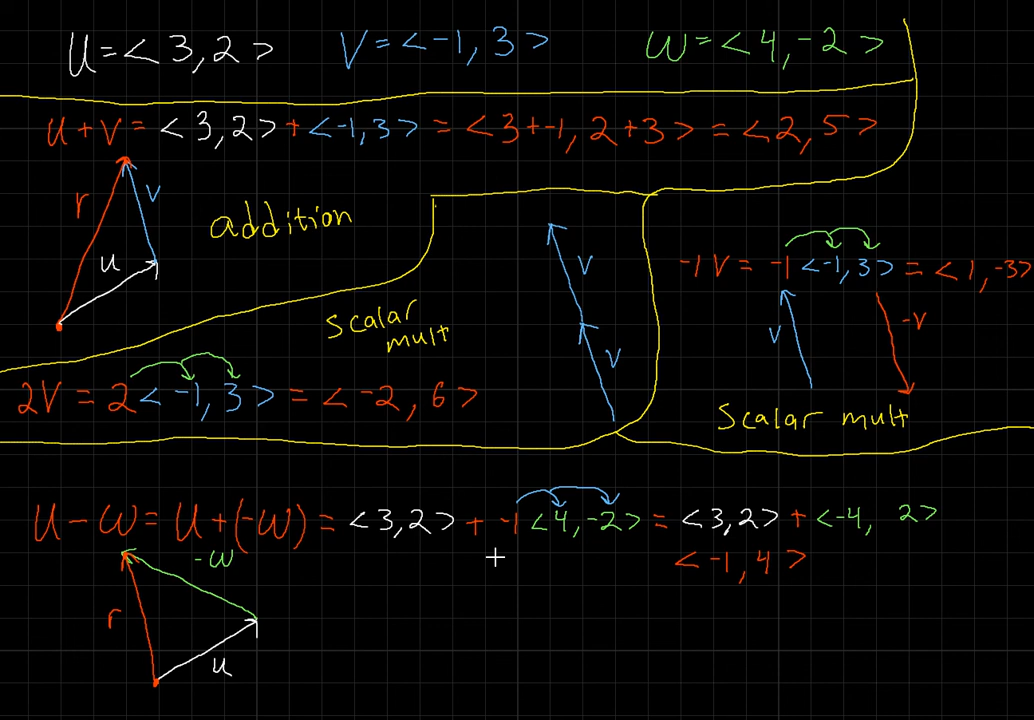 U = < 3, 2 > V = < -1, 3 > W = < 4, -2 >
U + V = < 3, 2 > + < -1, 3 > = < 3 + -1, 2 + 3 > = < 2, 5 >
r
V
u
addition
V
V
-1 V = -1 < -1, 3 > = < 1, -3 >
V
-V
Scalar mult
Scalar
mult
2V = 2 < -1, 3 > = < -2, 6 >
U - W = U + (-W) = < 3, 2 > + -1 < 4, -2 > = < 3, 2 > + < -4, 2 >
< -1, 4 >
-W
r
u